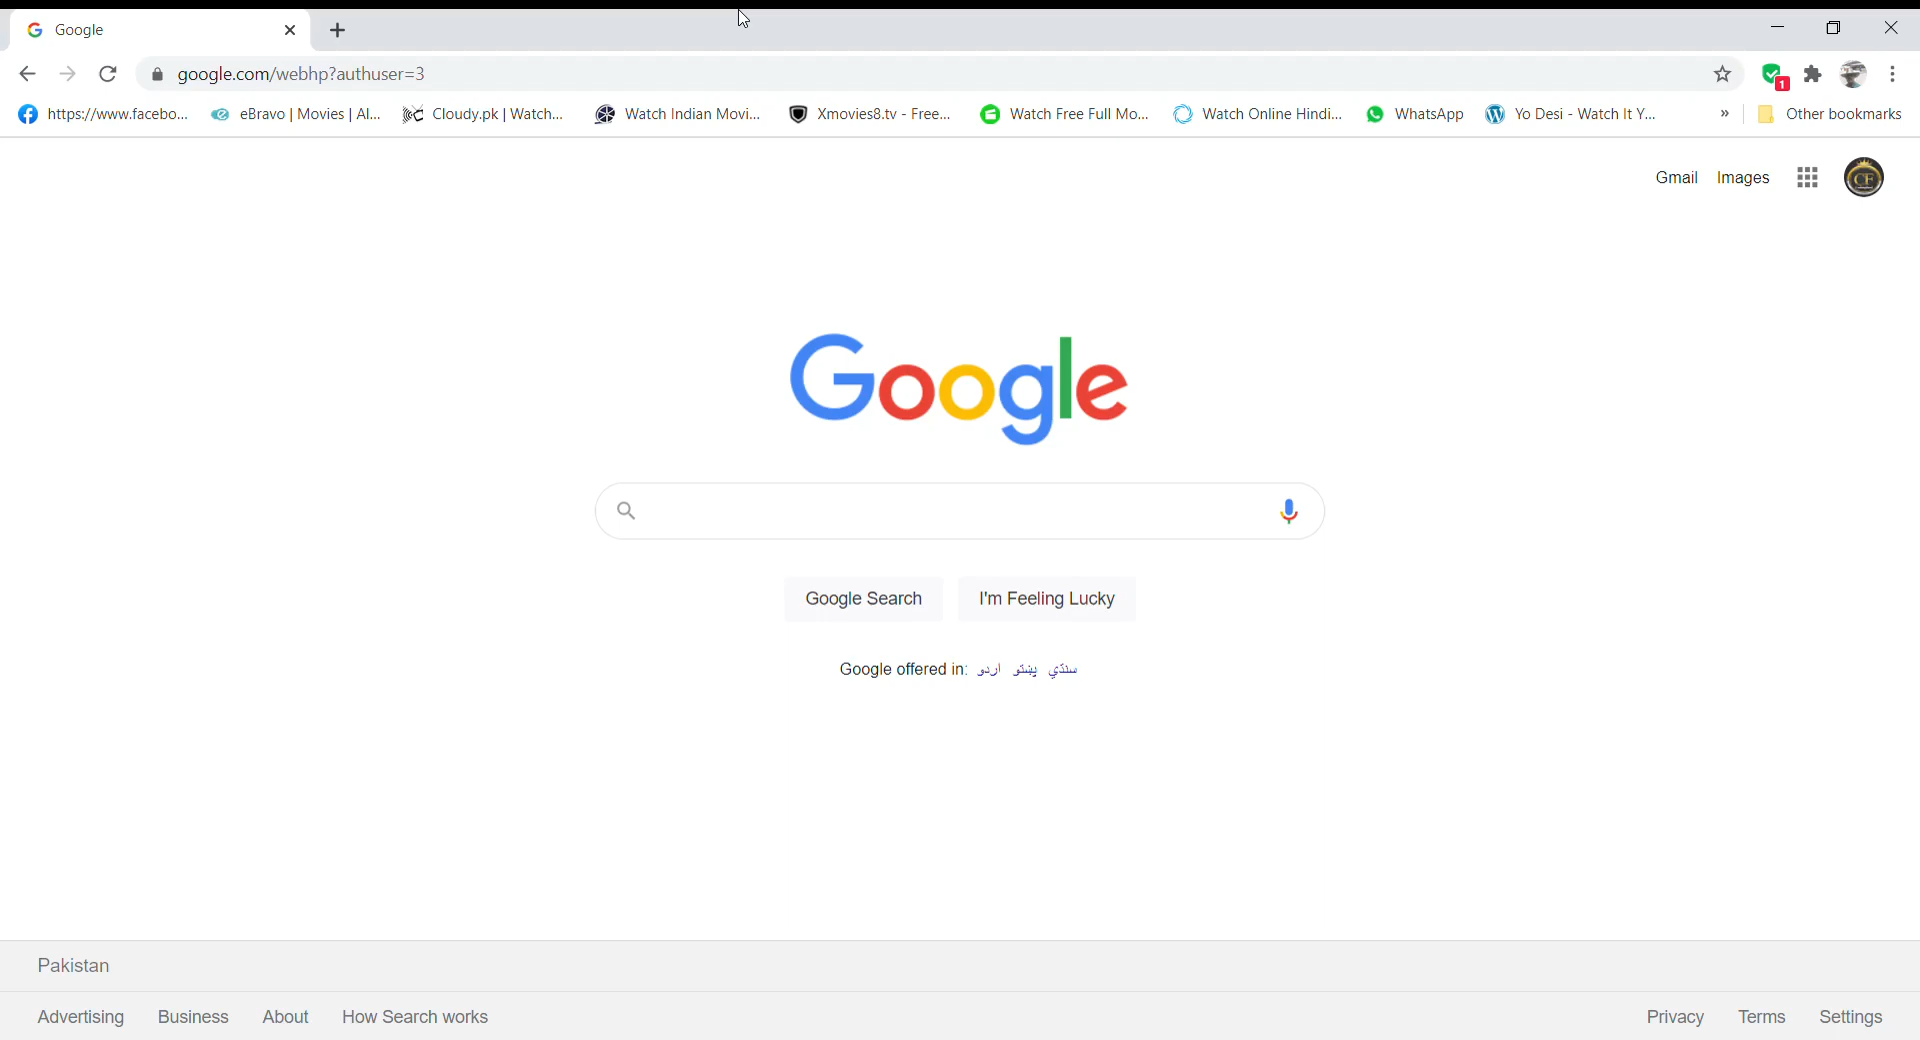 Google
google.com/webhp?authuser=3
1
https://www.facebo... eBravo | Movies | Al... Cloudy.pk | Watch... Watch Indian Movi... Xmovies8.tv - Free... Watch Free Full Mo... Watch Online Hindi... WhatsApp Yo Desi - Watch It Y... » Other bookmarks
Gmail Images CF
Google
Google Search I'm Feeling Lucky
Google offered in: اردو پښتو سنڌي
Pakistan
Advertising Business About How Search works Privacy Terms Settings